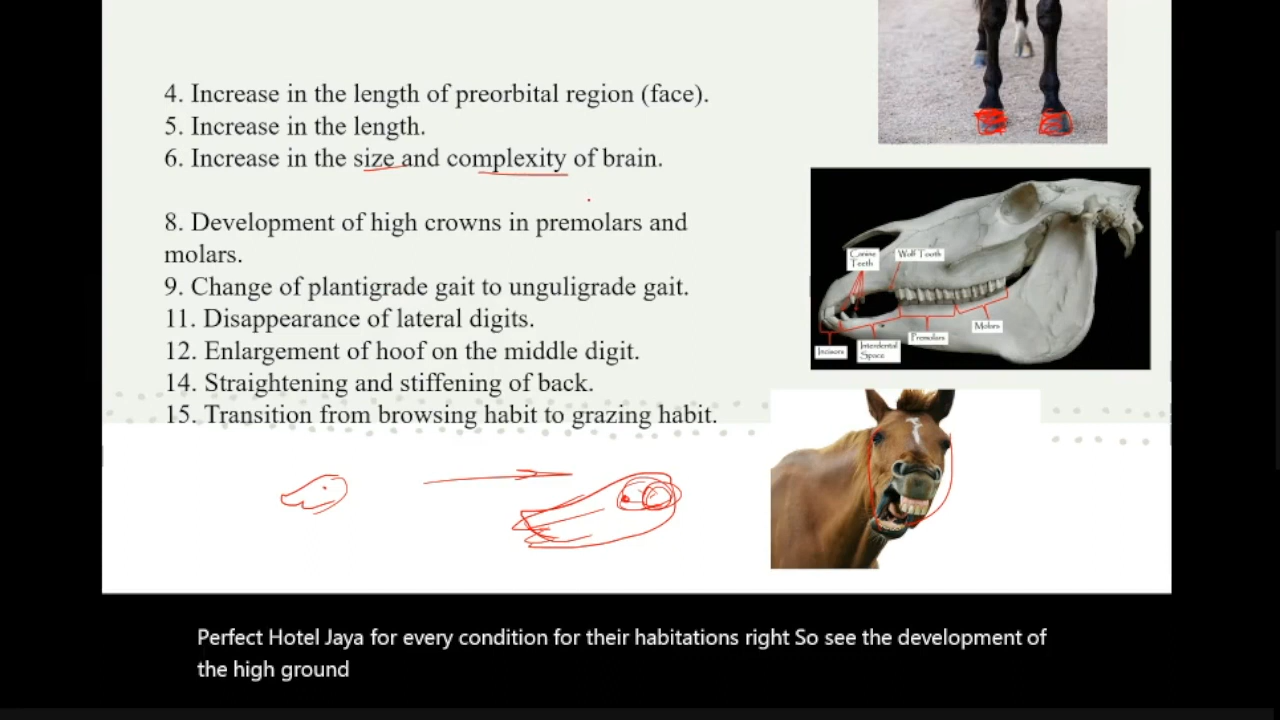 4. Increase in the length of preorbital region (face).
5. Increase in the length.
6. Increase in the size and complexity of brain.
8. Development of high crowns in premolars and
molars.
9. Change of plantigrade gait to unguligrade gait.
11. Disappearance of lateral digits.
12. Enlargement of hoof on the middle digit.
14. Straightening and stiffening of back.
15. Transition from browsing habit to grazing habit.
Canine
Teeth
Wolf Tooth
Molars
Premolars
Incisors
Interdental
Space
Perfect Hotel Jaya for every condition for their habitations right So see the development of
the high ground